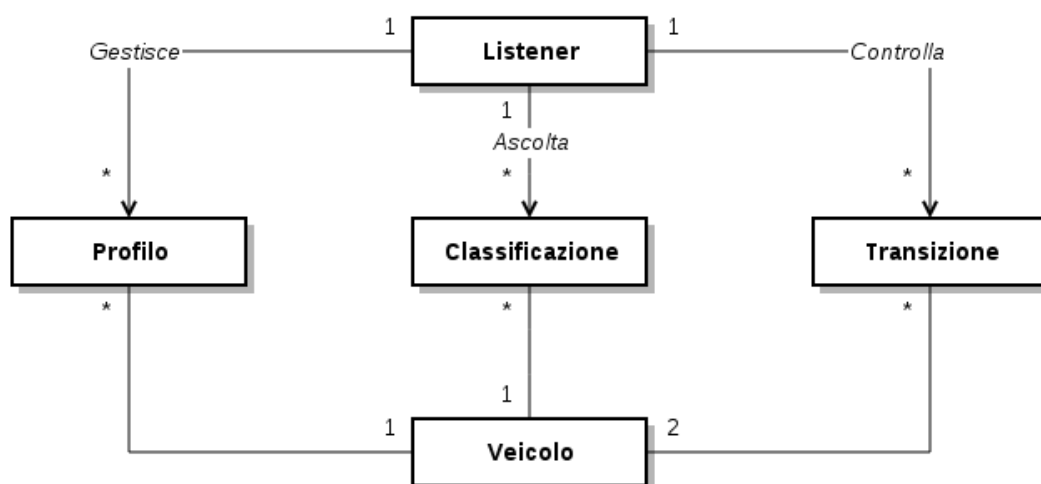 1
Listener
1
Gestisce
Controlla
1
Ascolta
*
*
*
Profilo
Classificazione
Transizione
*
*
*
1
1
Veicolo
2